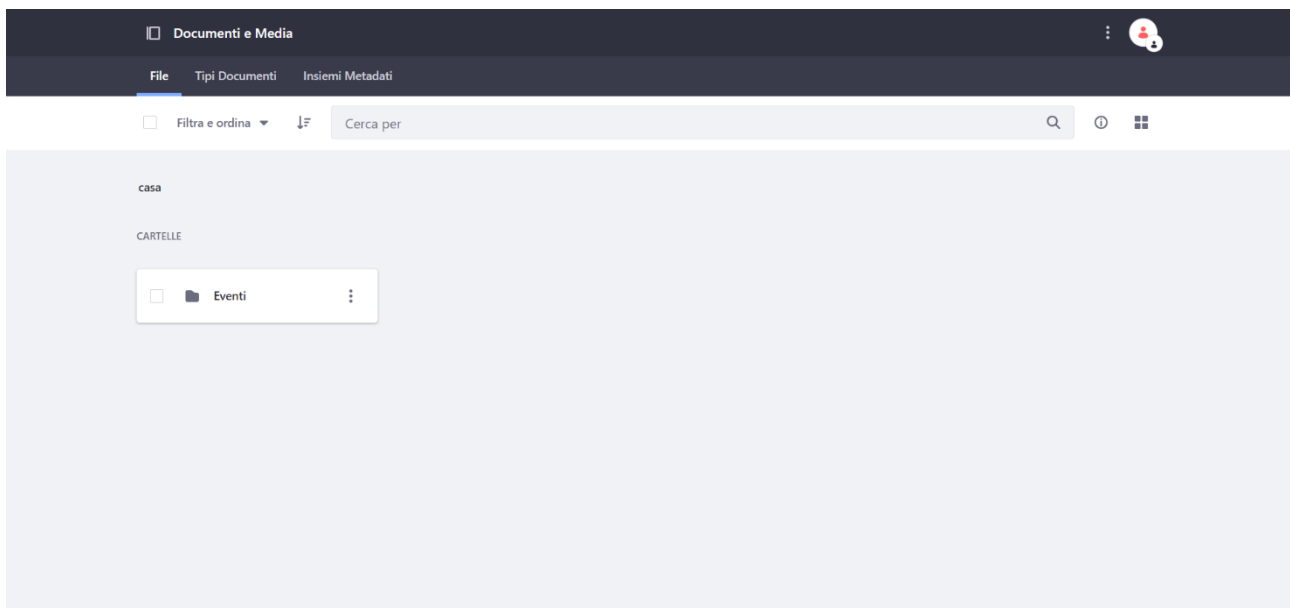 Documenti e Media
File Tipi Documenti Insiemi Metadati
Filtra e ordina Cerca per
casa
CARTELLE
Eventi